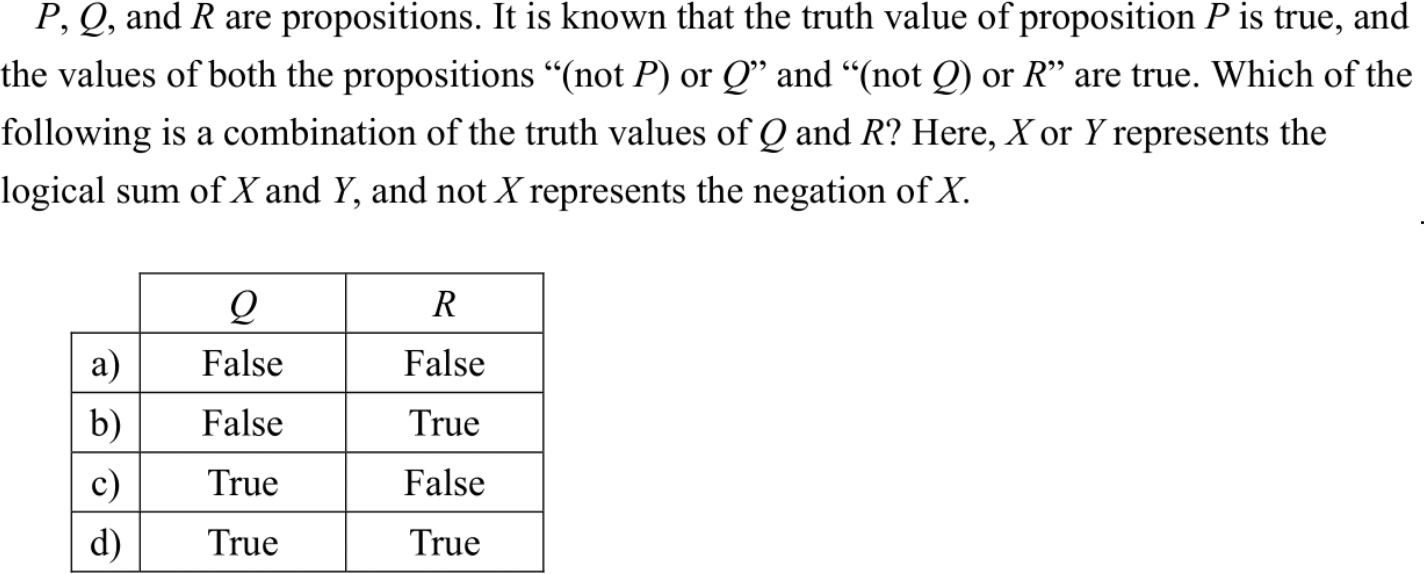 P, Q, and R are propositions. It is known that the truth value of proposition P is true, and
the values of both the propositions “(not P) or Q” and “(not Q) or R” are true. Which of the
following is a combination of the truth values of Q and R? Here, X or Y represents the
logical sum of X and Y, and not X represents the negation of X.
Q R
a) False False
b) False True
c) True False
d) True True